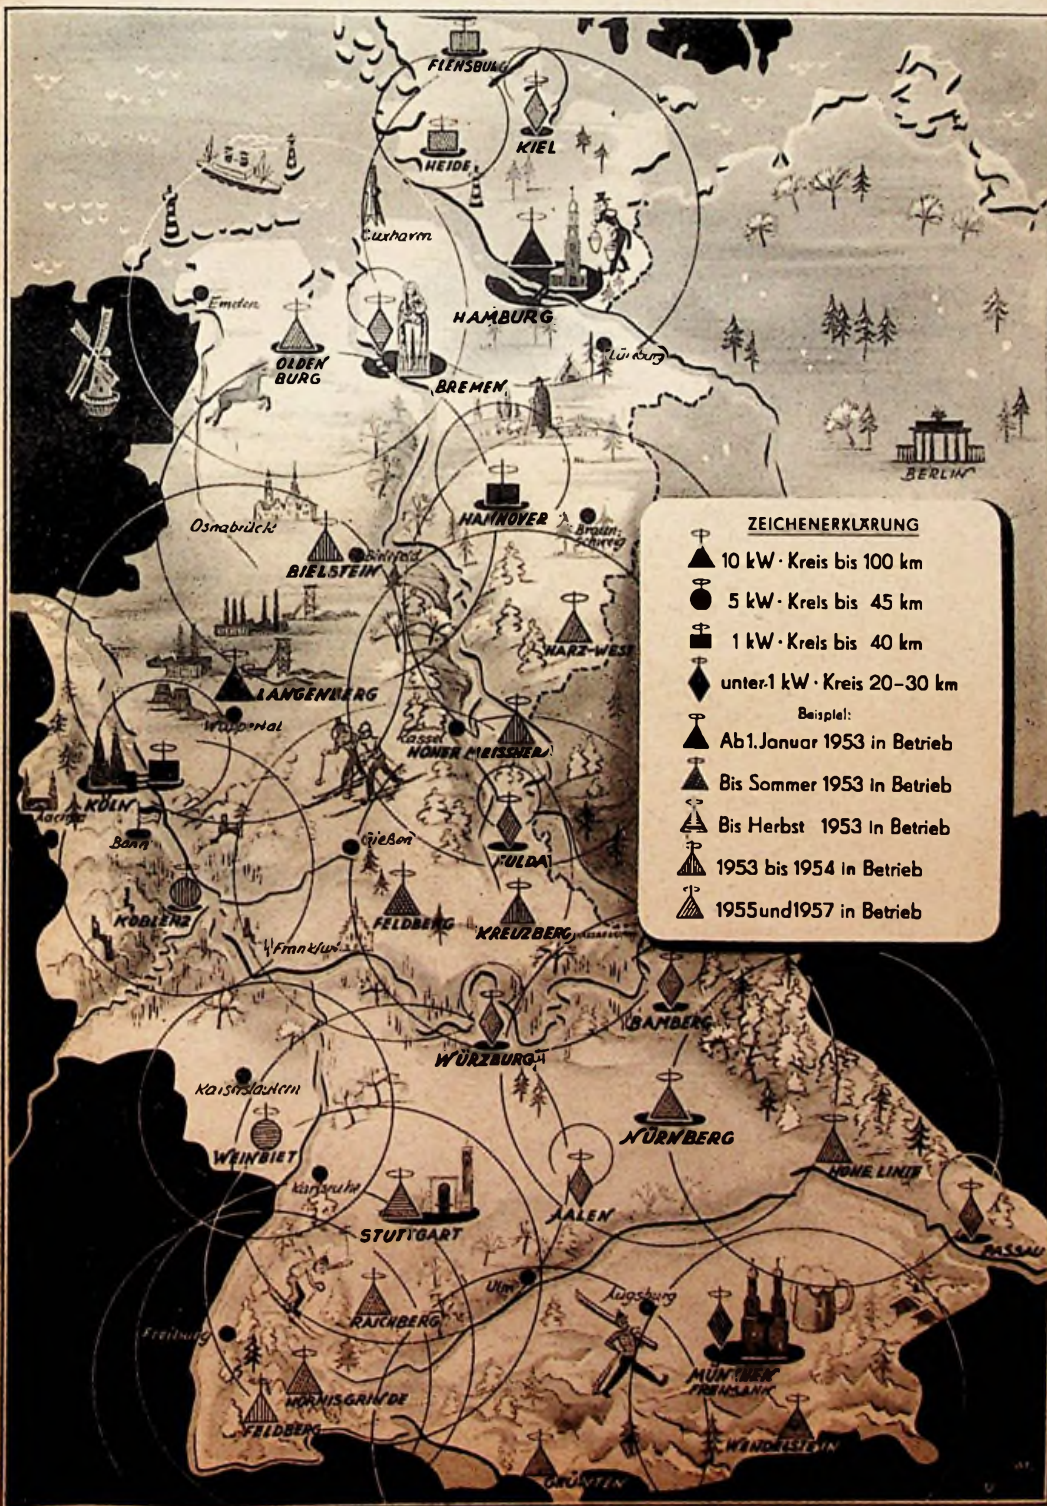 FLENSBURG
KIEL
HEIDE
Cuxhaven
HAMBURG
Emden
OLDEN
BURG
Lüneburg
BREMEN
BERLIN
HANNOVER
Osnabrück
Braun-
schweig
Bielefeld
BIELSTEIN
HARZ-WEST
LANGENBERG
Wuppertal
Kassel
HOHER MEISSNER
KÖLN
Aachen
Bonn
Gießen
FULDA
KOBLENZ
FELDBERG
KREUZBERG
Frankfurt
BAMBERG
WÜRZBURG
Kaiserslautern
NÜRNBERG
WEINBIET
HOHE LINIE
Karlsruhe
AALEN
STUTTGART
PASSAU
Ulm
Augsburg
RAICHBERG
Freiburg
MÜNCHEN
FREIMANN
HORNISGRINDE
FELDBERG
WENDELSTEIN
GRÜNTEN
ZEICHENERKLÄRUNG
10 kW · Kreis bis 100 km
5 kW · Kreis bis 45 km
1 kW · Kreis bis 40 km
unter 1 kW · Kreis 20-30 km
Beispiel:
Ab 1. Januar 1953 in Betrieb
Bis Sommer 1953 in Betrieb
Bis Herbst 1953 in Betrieb
1953 bis 1954 in Betrieb
1955 und 1957 in Betrieb